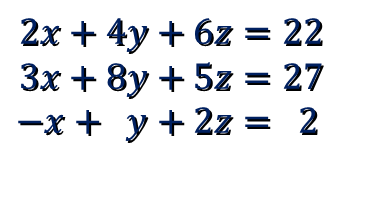 2x + 4y + 6z = 22
3x + 8y + 5z = 27
−x + y + 2z = 2